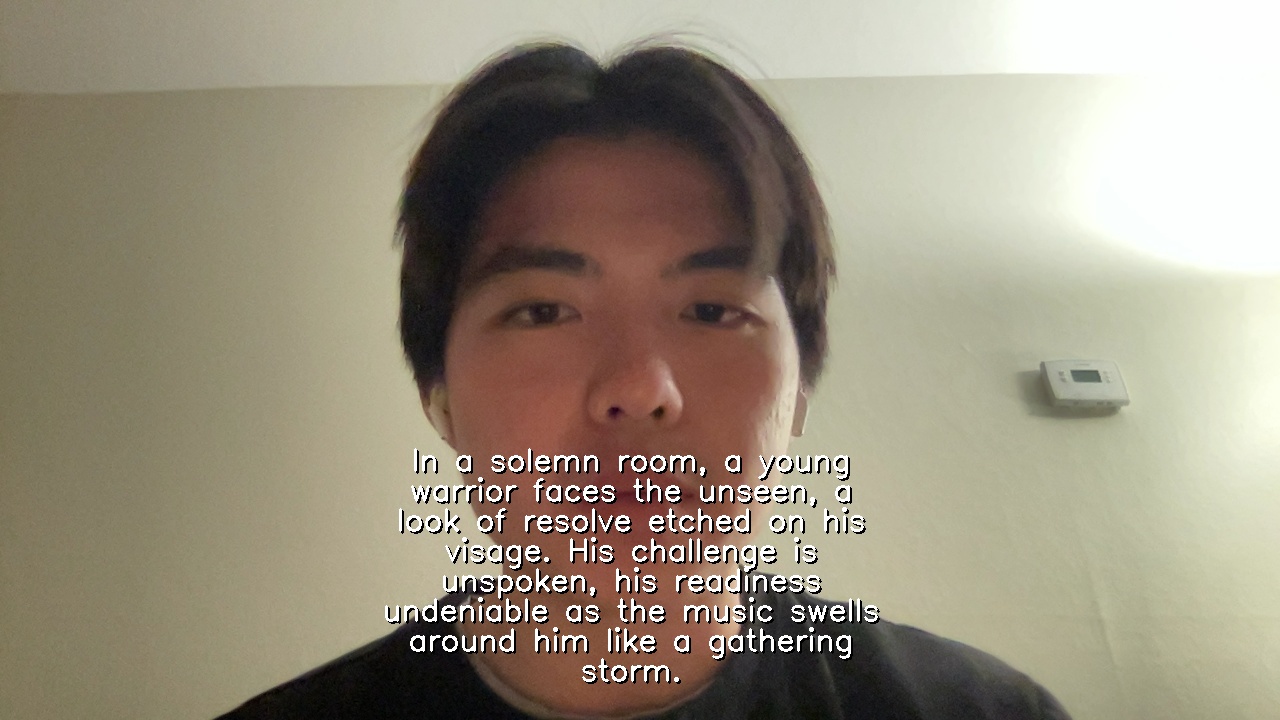 In a solemn room, a young
warrior faces the unseen, a
look of resolve etched on his
visage. His challenge is
unspoken, his readiness
undeniable as the music swells
around him like a gathering
storm.